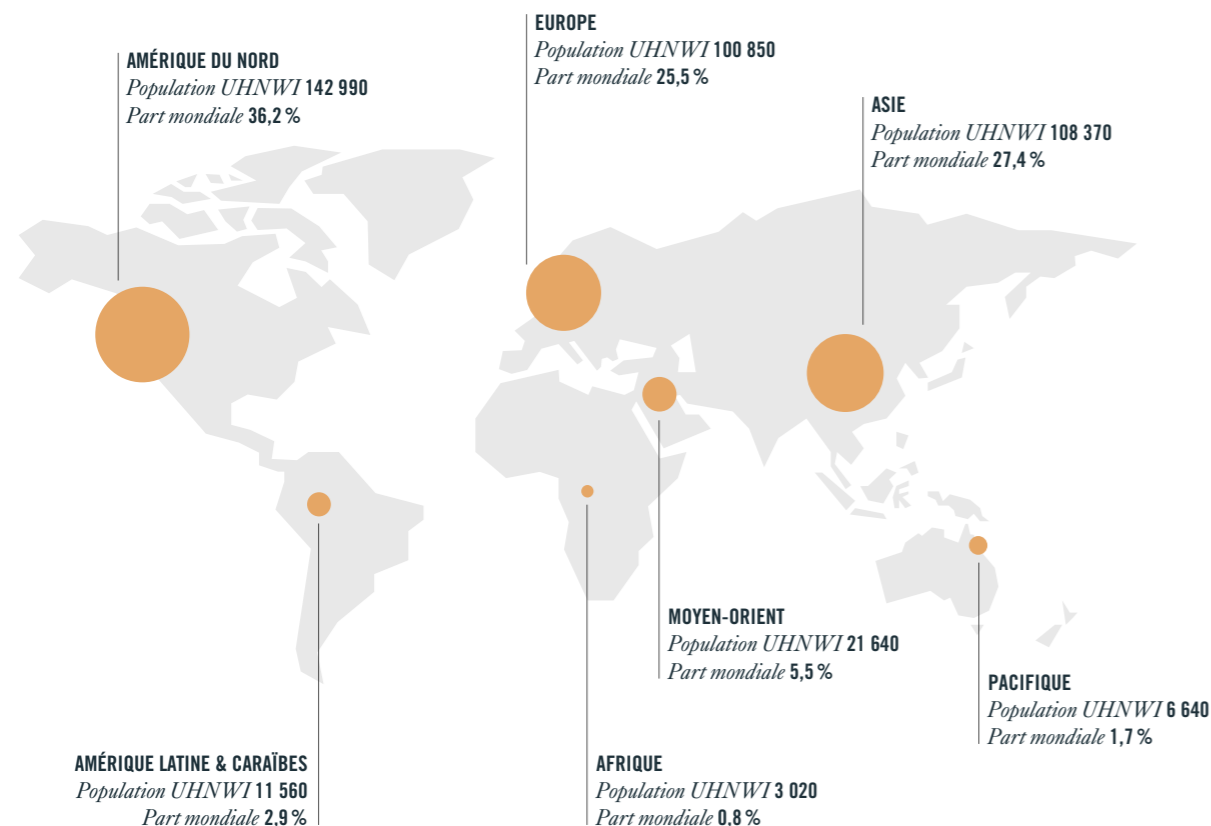 AMÉRIQUE DU NORD
Population UHNWI 142 990
Part mondiale 36,2 %
EUROPE
Population UHNWI 100 850
Part mondiale 25,5 %
ASIE
Population UHNWI 108 370
Part mondiale 27,4 %
MOYEN-ORIENT
Population UHNWI 21 640
Part mondiale 5,5 %
PACIFIQUE
Population UHNWI 6 640
Part mondiale 1,7 %
AMÉRIQUE LATINE & CARAÏBES
Population UHNWI 11 560
Part mondiale 2,9 %
AFRIQUE
Population UHNWI 3 020
Part mondiale 0,8 %